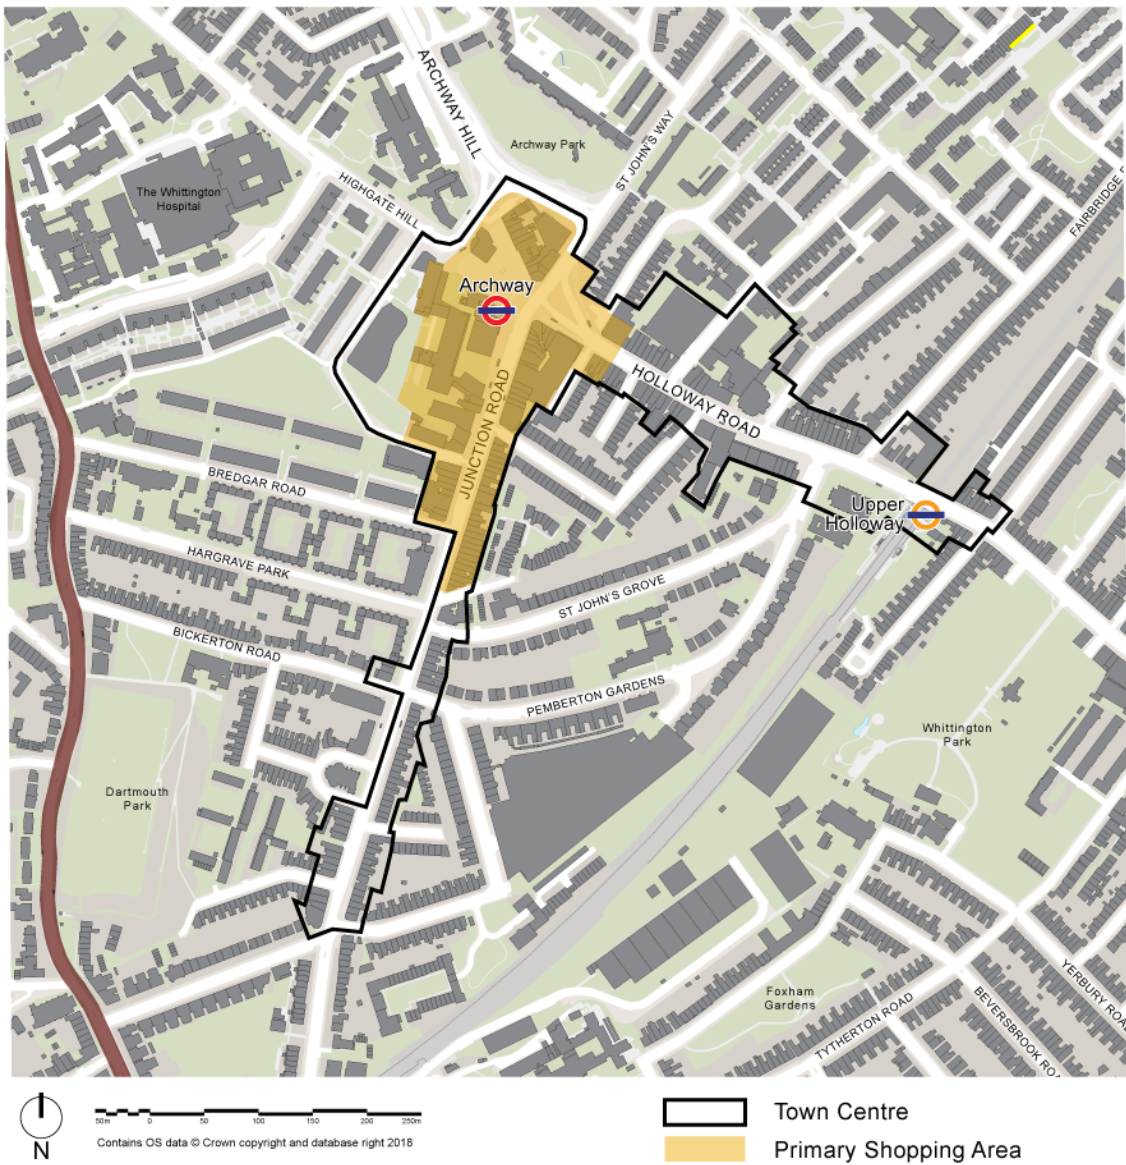 ARCHWAY HILL
Archway Park
ST JOHN'S WAY
The Whittington
Hospital
HIGHGATE HILL
FAIRBRIDGE
Archway
HOLLOWAY ROAD
JUNCTION ROAD
BREDGAR ROAD
Upper
Holloway
HARGRAVE PARK
ST JOHN'S GROVE
BICKERTON ROAD
PEMBERTON GARDENS
Whittington
Park
Dartmouth
Park
Foxham
Gardens
TYTHERTON ROAD
BEVERSBROOK ROA
YERBURY ROA
N
50m 0 50 100 150 200 250m
Contains OS data © Crown copyright and database right 2018
Town Centre
Primary Shopping Area